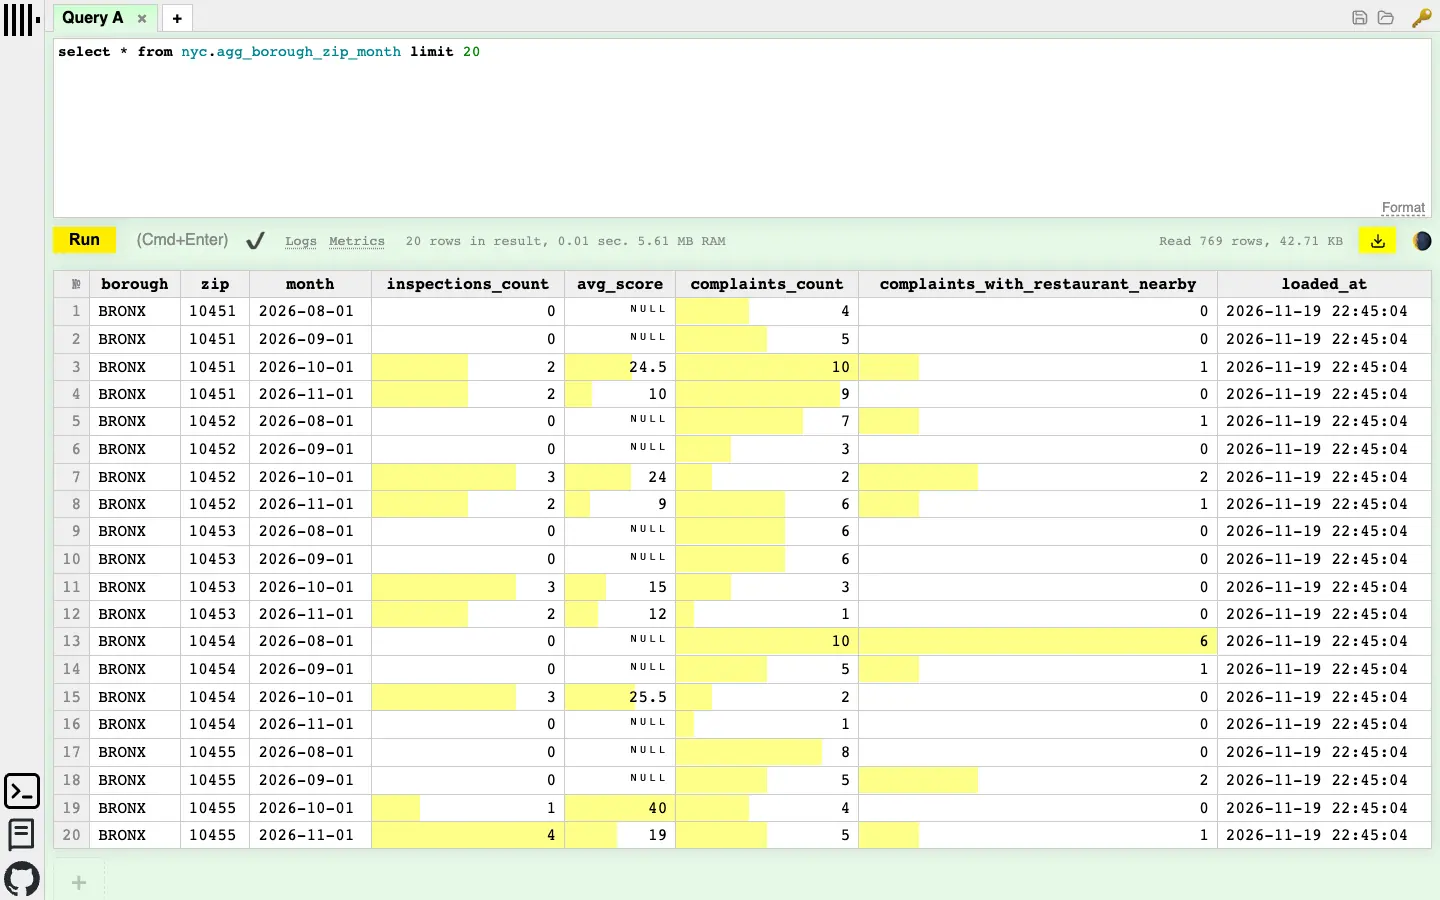 Query A × +
select * from nyc.agg_borough_zip_month limit 20
Format
Run (Cmd+Enter) ✔ Logs Metrics 20 rows in result, 0.01 sec. 5.61 MB RAM Read 769 rows, 42.71 KB
№ borough zip month inspections_count avg_score complaints_count complaints_with_restaurant_nearby loaded_at
1 BRONX 10451 2026-08-01 0 NULL 4 0 2026-11-19 22:45:04
2 BRONX 10451 2026-09-01 0 NULL 5 0 2026-11-19 22:45:04
3 BRONX 10451 2026-10-01 2 24.5 10 1 2026-11-19 22:45:04
4 BRONX 10451 2026-11-01 2 10 9 0 2026-11-19 22:45:04
5 BRONX 10452 2026-08-01 0 NULL 7 1 2026-11-19 22:45:04
6 BRONX 10452 2026-09-01 0 NULL 3 0 2026-11-19 22:45:04
7 BRONX 10452 2026-10-01 3 24 2 2 2026-11-19 22:45:04
8 BRONX 10452 2026-11-01 2 9 6 1 2026-11-19 22:45:04
9 BRONX 10453 2026-08-01 0 NULL 6 0 2026-11-19 22:45:04
10 BRONX 10453 2026-09-01 0 NULL 6 0 2026-11-19 22:45:04
11 BRONX 10453 2026-10-01 3 15 3 0 2026-11-19 22:45:04
12 BRONX 10453 2026-11-01 2 12 1 0 2026-11-19 22:45:04
13 BRONX 10454 2026-08-01 0 NULL 10 6 2026-11-19 22:45:04
14 BRONX 10454 2026-09-01 0 NULL 5 1 2026-11-19 22:45:04
15 BRONX 10454 2026-10-01 3 25.5 2 0 2026-11-19 22:45:04
16 BRONX 10454 2026-11-01 0 NULL 1 0 2026-11-19 22:45:04
17 BRONX 10455 2026-08-01 0 NULL 8 0 2026-11-19 22:45:04
18 BRONX 10455 2026-09-01 0 NULL 5 2 2026-11-19 22:45:04
19 BRONX 10455 2026-10-01 1 40 4 0 2026-11-19 22:45:04
20 BRONX 10455 2026-11-01 4 19 5 1 2026-11-19 22:45:04
+